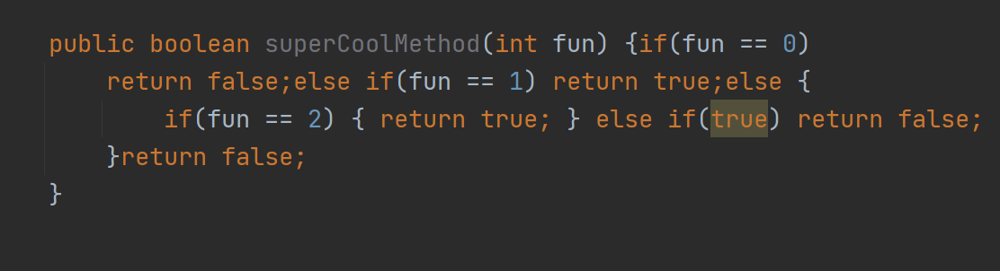 public boolean superCoolMethod(int fun) {if(fun == 0)
    return false;else if(fun == 1) return true;else {
        if(fun == 2) { return true; } else if(true) return false;
    }return false;
}